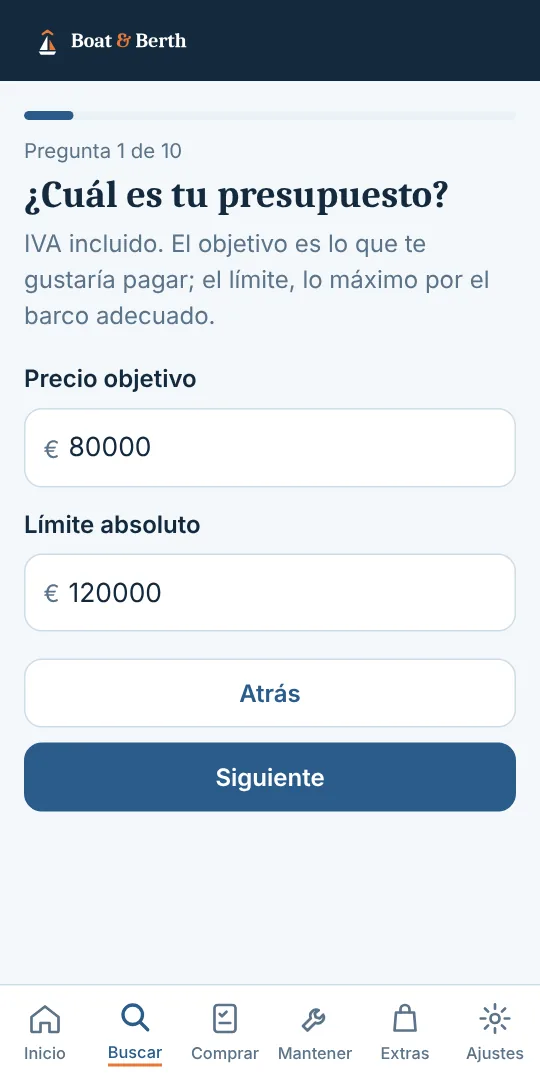 Boat & Berth
Pregunta 1 de 10
¿Cuál es tu presupuesto?
IVA incluido. El objetivo es lo que te
gustaría pagar; el límite, lo máximo por el
barco adecuado.
Precio objetivo
€ 80000
Límite absoluto
€ 120000
Atrás
Siguiente
Inicio
Buscar
Comprar
Mantener
Extras
Ajustes